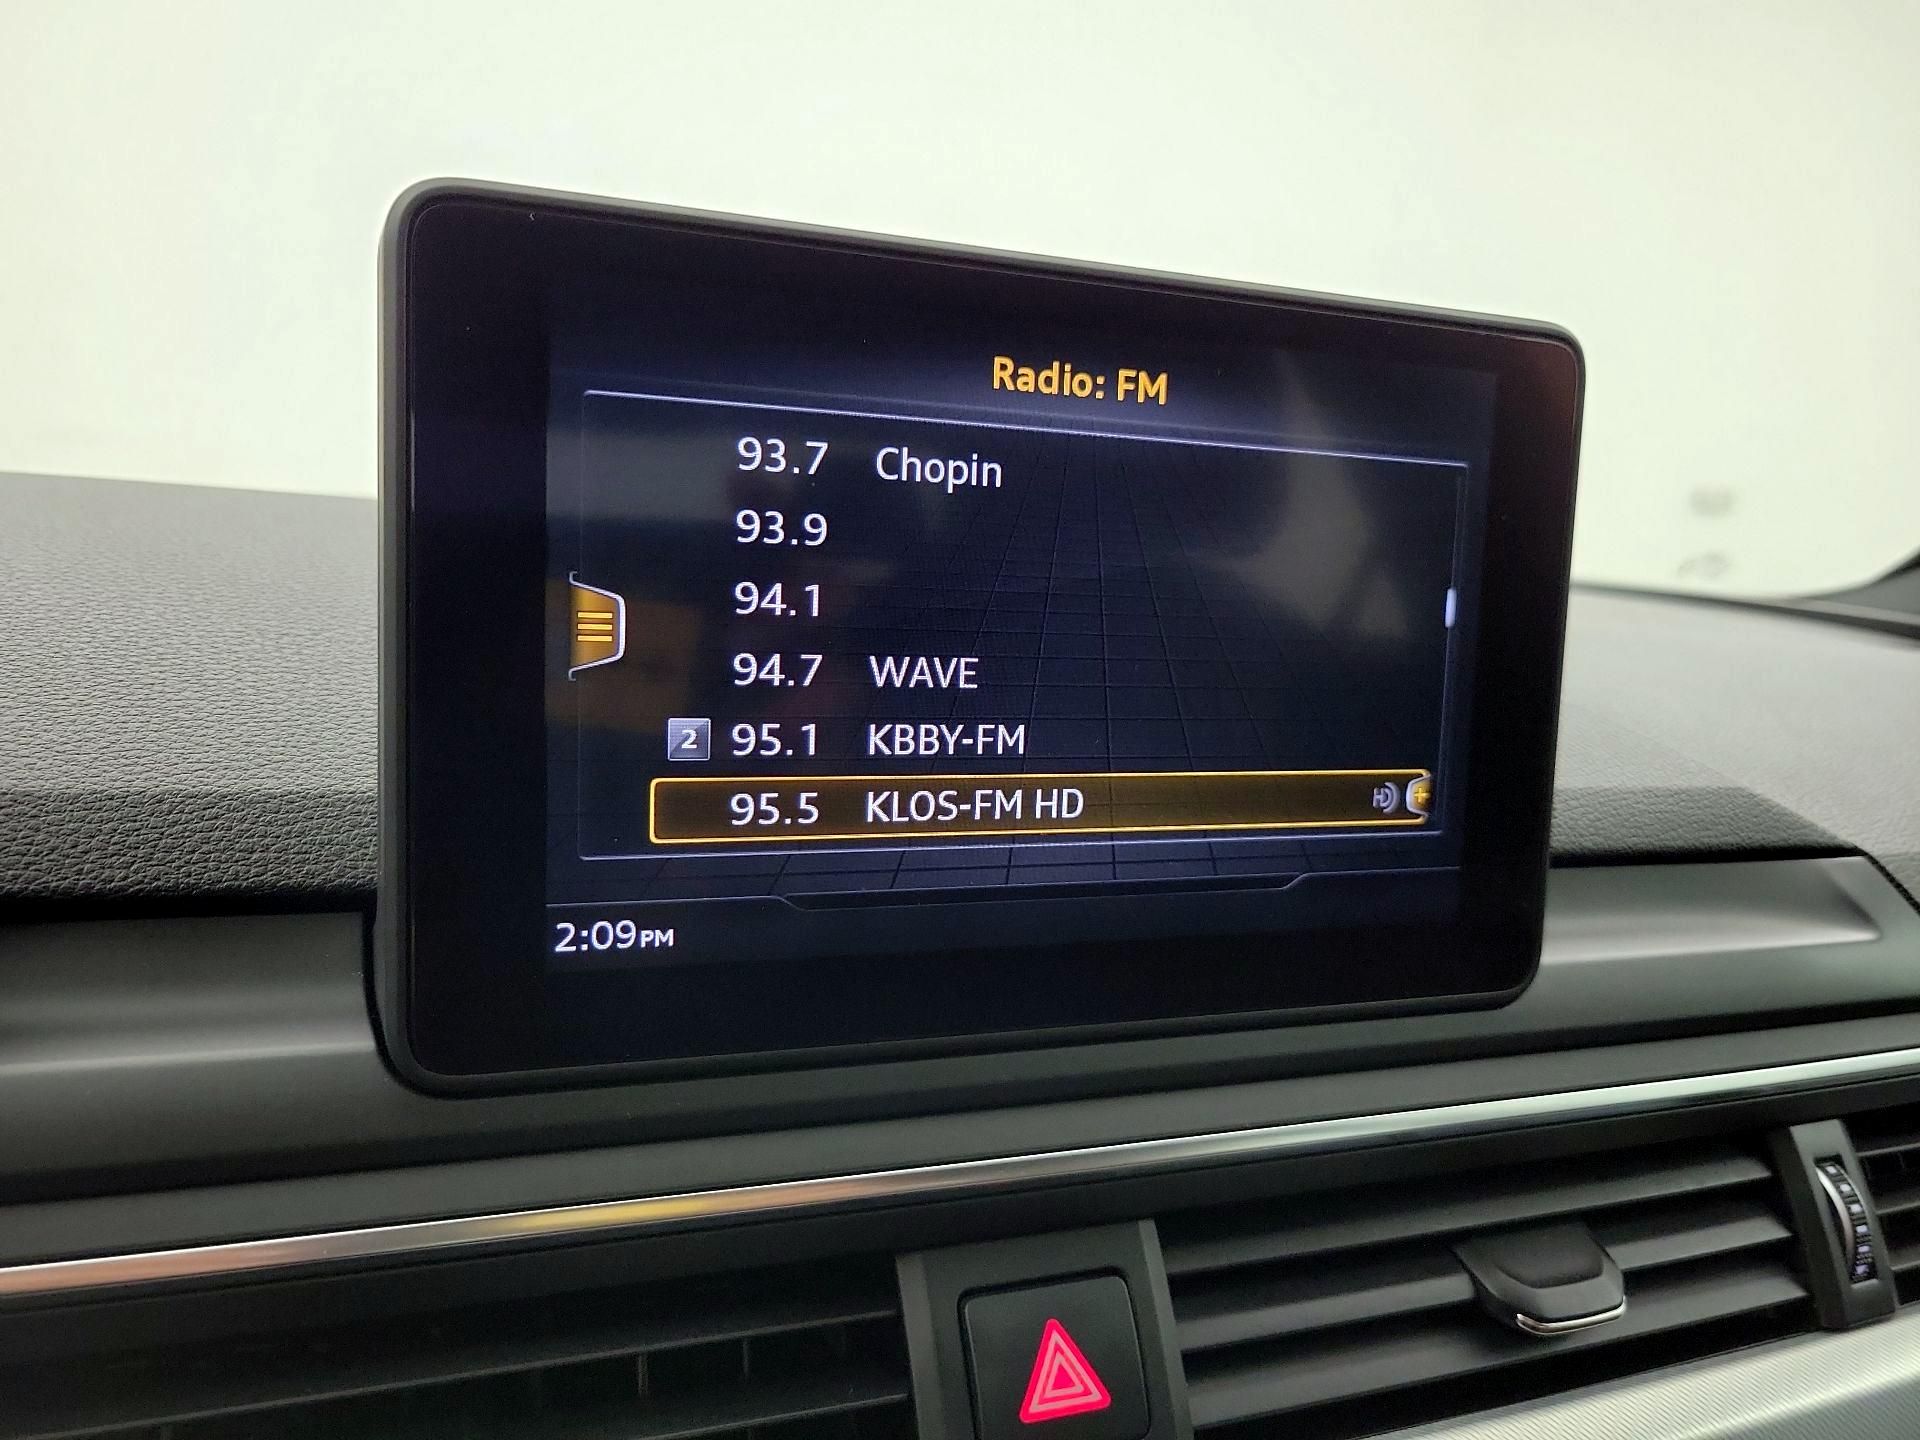 Radio: FM
93.7 Chopin
93.9
94.1
94.7 WAVE
2 95.1 KBBY-FM
95.5 KLOS-FM HD HD +
2:09PM